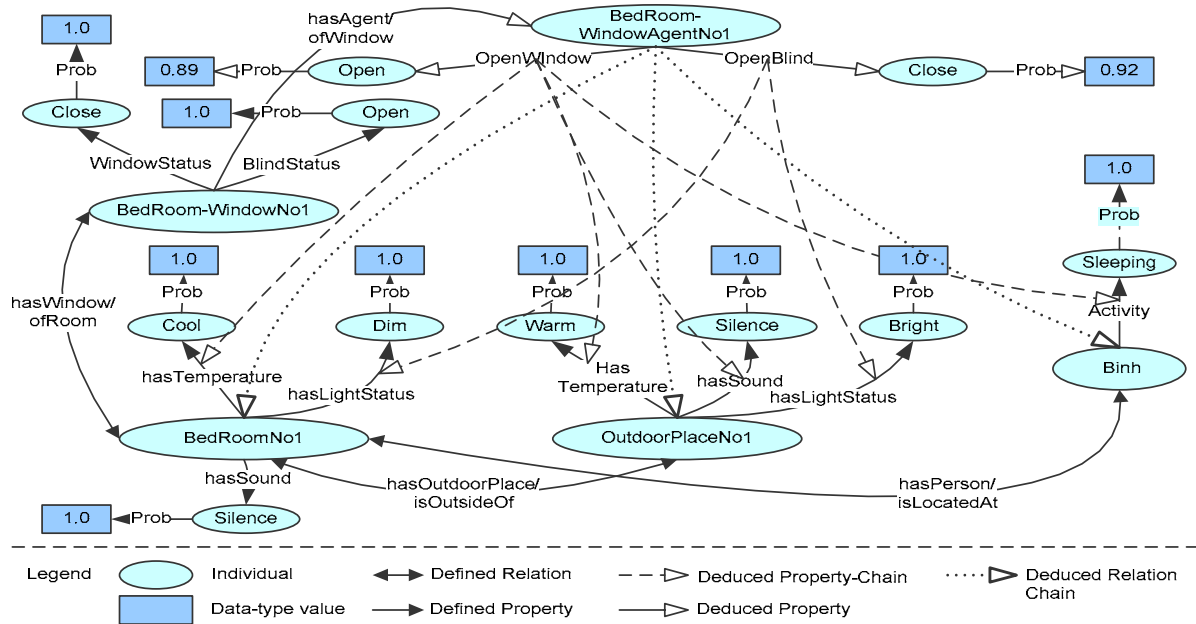 BedRoom-
WindowAgentNo1
hasAgent/
ofWindow
1.0
OpenWIndow
OpenBlind
Prob
0.89
Prob
Open
Close
Prob
0.92
Close
1.0
Prob
Open
WindowStatus
BlindStatus
1.0
BedRoom-WindowNo1
Prob
1.0
1.0
1.0
1.0
1.0
Sleeping
hasWindow/
ofRoom
Prob
Prob
Prob
Prob
Prob
Activity
Cool
Dim
Warm
Silence
Bright
Binh
hasTemperature
hasLightStatus
Has
Temperature
hasSound
hasLightStatus
BedRoomNo1
OutdoorPlaceNo1
hasSound
hasOutdoorPlace/
isOutsideOf
hasPerson/
isLocatedAt
1.0
Prob
Silence
Legend
Individual
Defined Relation
Deduced Property-Chain
Deduced Relation
Chain
Data-type value
Defined Property
Deduced Property